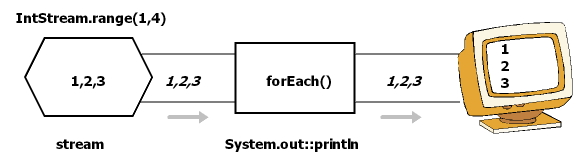 IntStream.range(1,4)
1,2,3
1,2,3
forEach()
1,2,3
1
2
3
stream
System.out::println